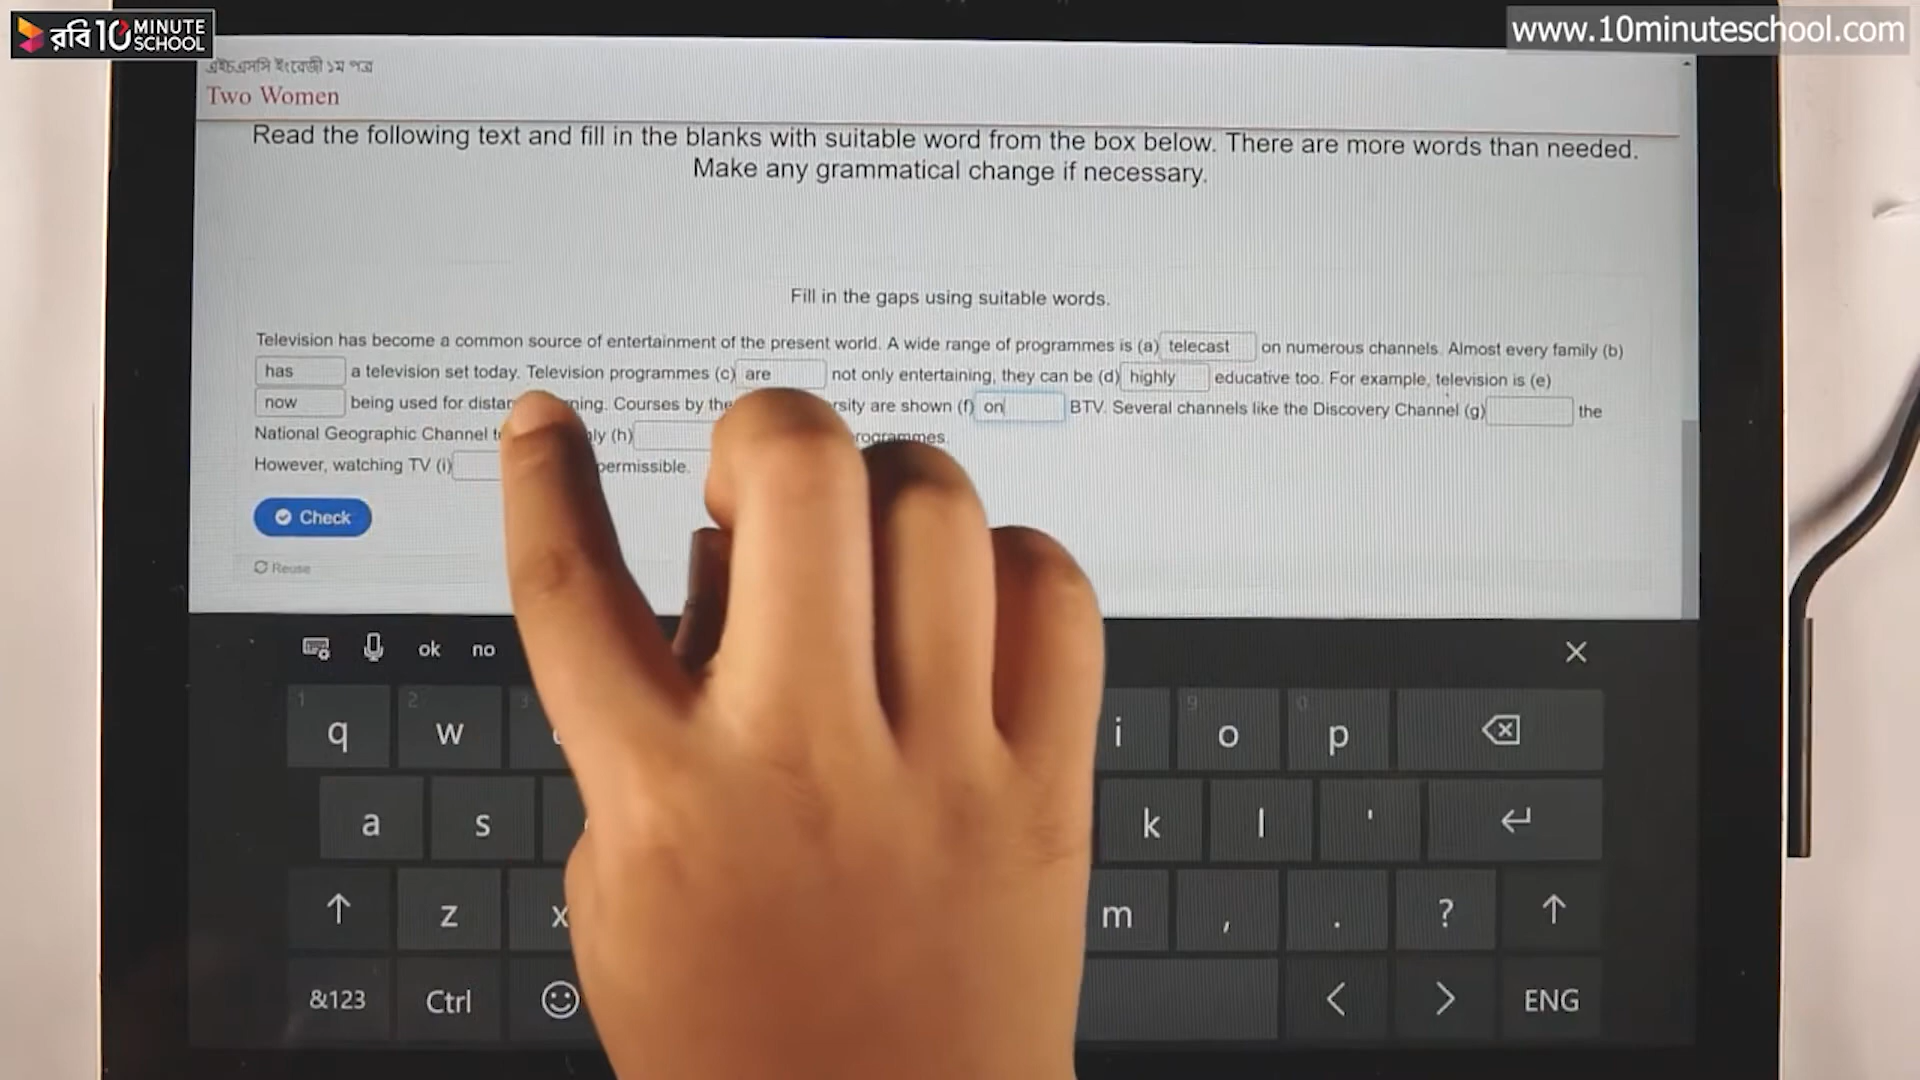 রবি 10 MINUTE SCHOOL
www.10minuteschool.com
এইচএসসি ইংরেজী ১ম পত্র
Two Women
Read the following text and fill in the blanks with suitable word from the box below. There are more words than needed.
Make any grammatical change if necessary.
Fill in the gaps using suitable words.
Television has become a common source of entertainment of the present world. A wide range of programmes is (a) telecast on numerous channels. Almost every family (b)
has a television set today. Television programmes (c) are not only entertaining, they can be (d) highly educative too. For example, television is (e)
now being used for distan ning. Courses by the rsity are shown (f) on BTV. Several channels like the Discovery Channel (g) the
National Geographic Channel ly (h) rogrammes.
However, watching TV (i) permissible.
Check
Reuse
ok no
1 2 3 9 0
q w i o p
a s k l '
z x m , . ?
&123 Ctrl < > ENG